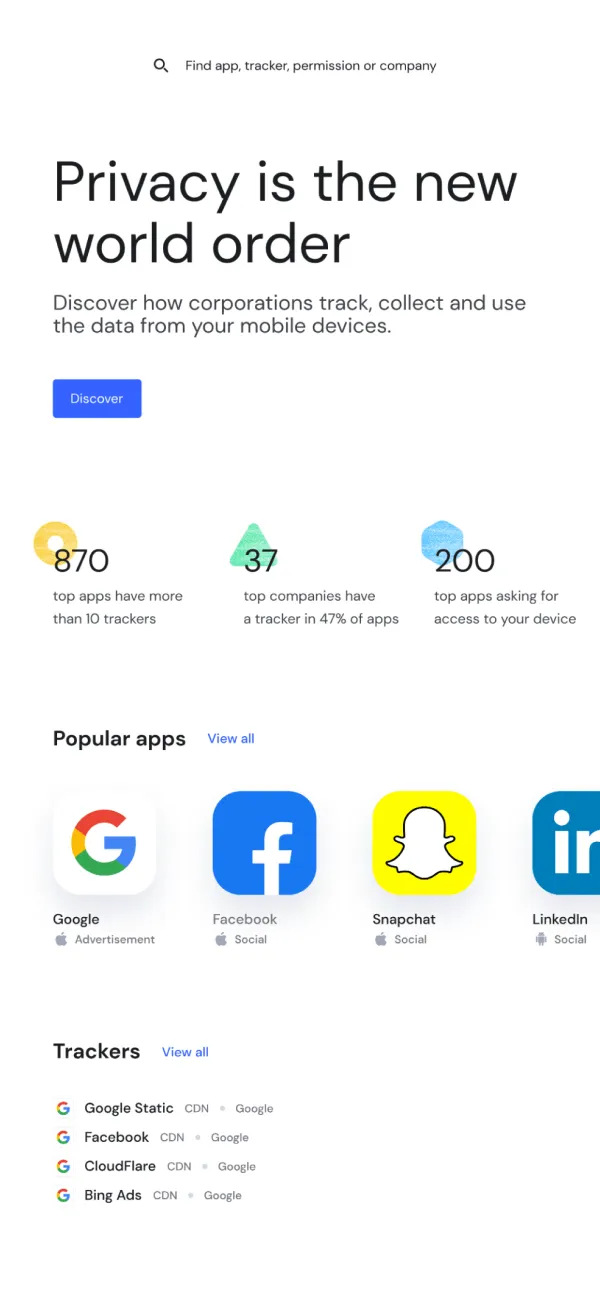 Find app, tracker, permission or company
Privacy is the new
world order
Discover how corporations track, collect and use
the data from your mobile devices.
Discover
870
top apps have more
than 10 trackers
37
top companies have
a tracker in 47% of apps
200
top apps asking for
access to your device
Popular apps View all
G
f
in
Google
Advertisement
Facebook
Social
Snapchat
Social
LinkedIn
Social
Trackers View all
G Google Static CDN Google
G Facebook CDN Google
G CloudFlare CDN Google
G Bing Ads CDN Google